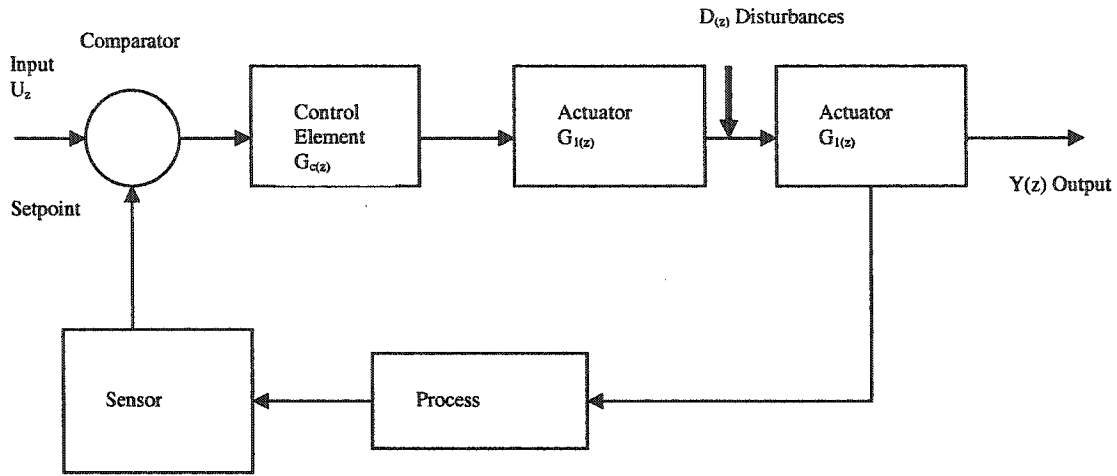 D(z) Disturbances
Comparator
Input
Uz
Control
Element
Gc(z)
Actuator
G1(z)
Actuator
G1(z)
Setpoint
Y(z) Output
Sensor
Process